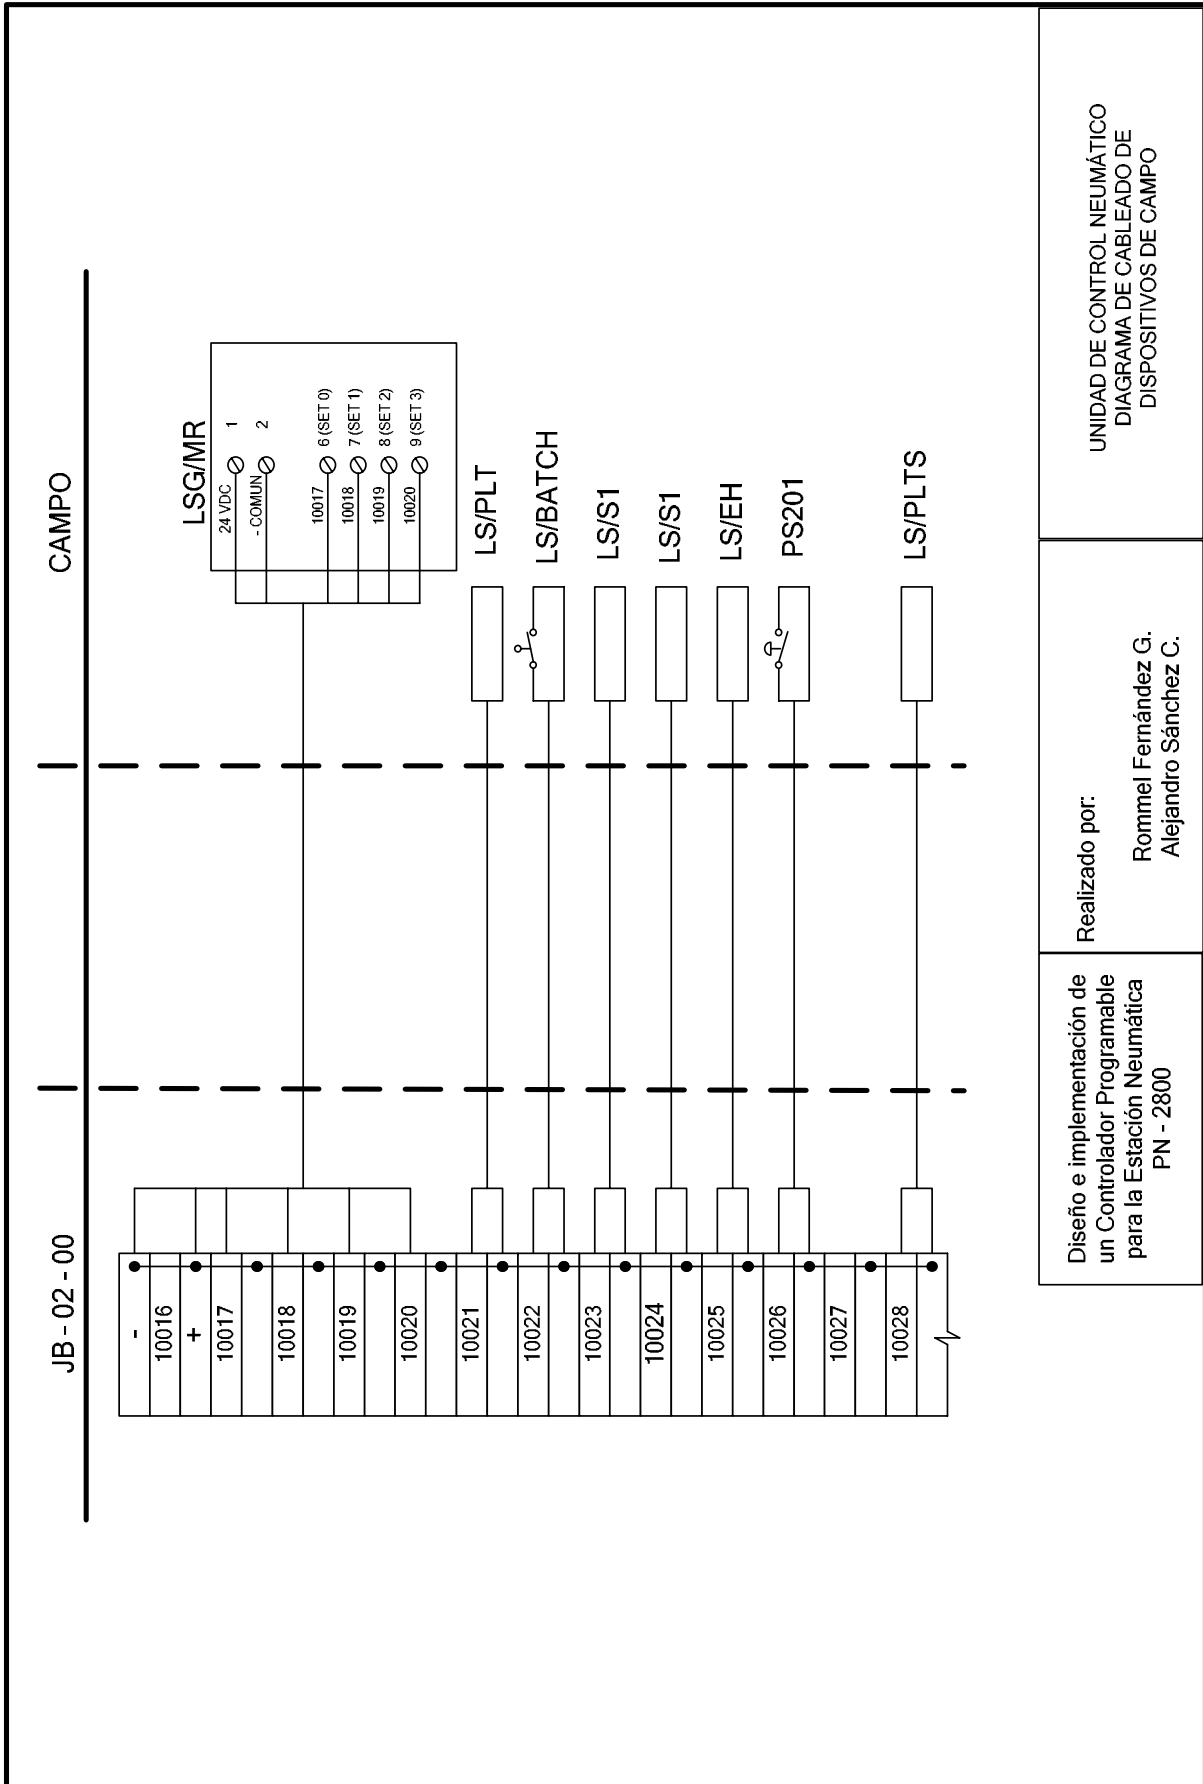 JB - 02 - 00
CAMPO
-
10016
+
10017
10018
10019
10020
10021
10022
10023
10024
10025
10026
10027
10028
LSG/MR
24 VDC
1
- COMUN
2
10017
6 (SET 0)
10018
7 (SET 1)
10019
8 (SET 2)
10020
9 (SET 3)
LS/PLT
LS/BATCH
LS/S1
LS/S1
LS/EH
PS201
LS/PLTS
Diseño e implementación de
un Controlador Programable
para la Estación Neumática
PN - 2800
Realizado por:
Rommel Fernández G.
Alejandro Sánchez C.
UNIDAD DE CONTROL NEUMÁTICO
DIAGRAMA DE CABLEADO DE
DISPOSITIVOS DE CAMPO